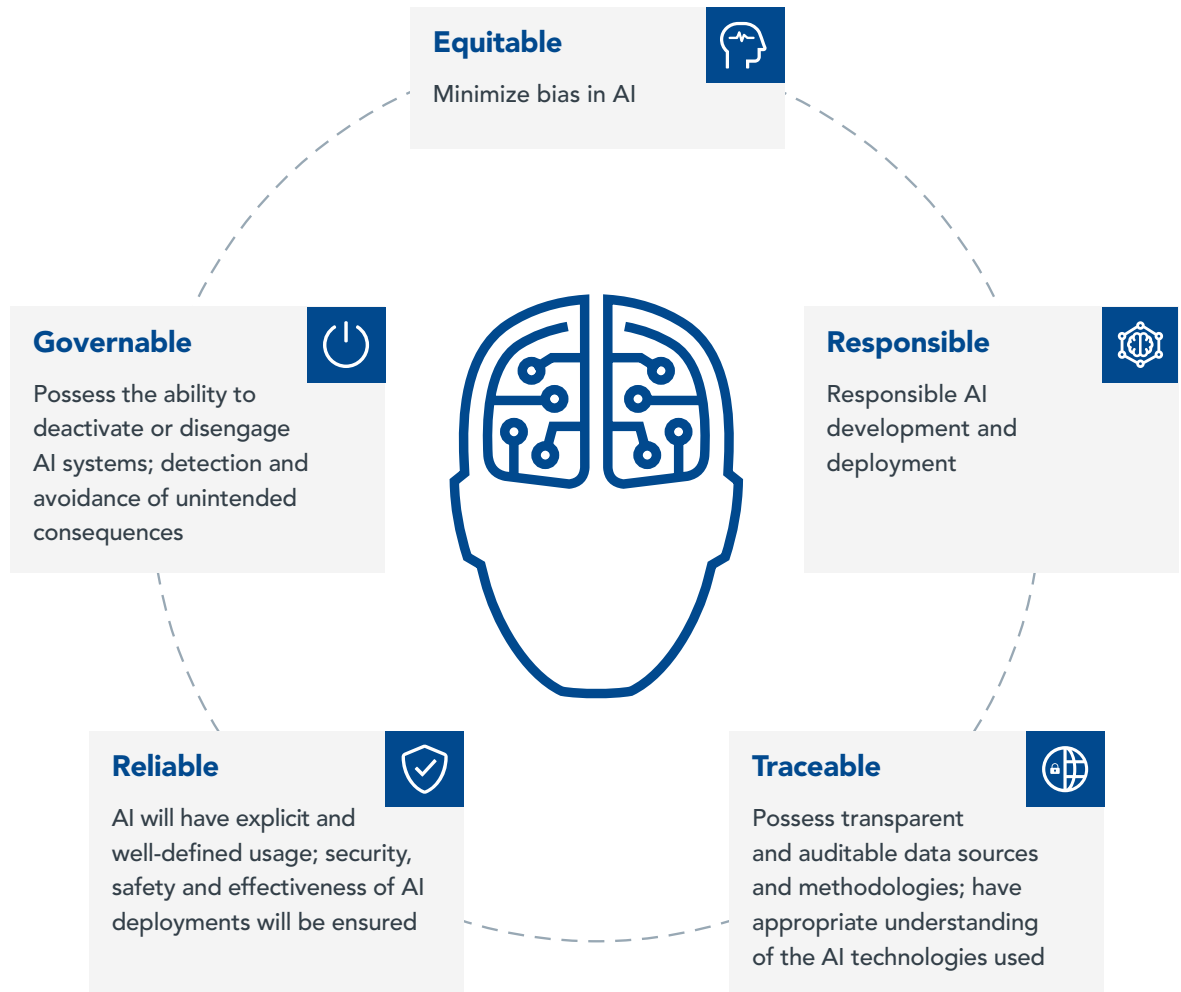 Equitable
Minimize bias in AI
Governable
Possess the ability to
deactivate or disengage
AI systems; detection and
avoidance of unintended
consequences
Responsible
Responsible AI
development and
deployment
Reliable
AI will have explicit and
well-defined usage; security,
safety and effectiveness of AI
deployments will be ensured
Traceable
Possess transparent
and auditable data sources
and methodologies; have
appropriate understanding
of the AI technologies used